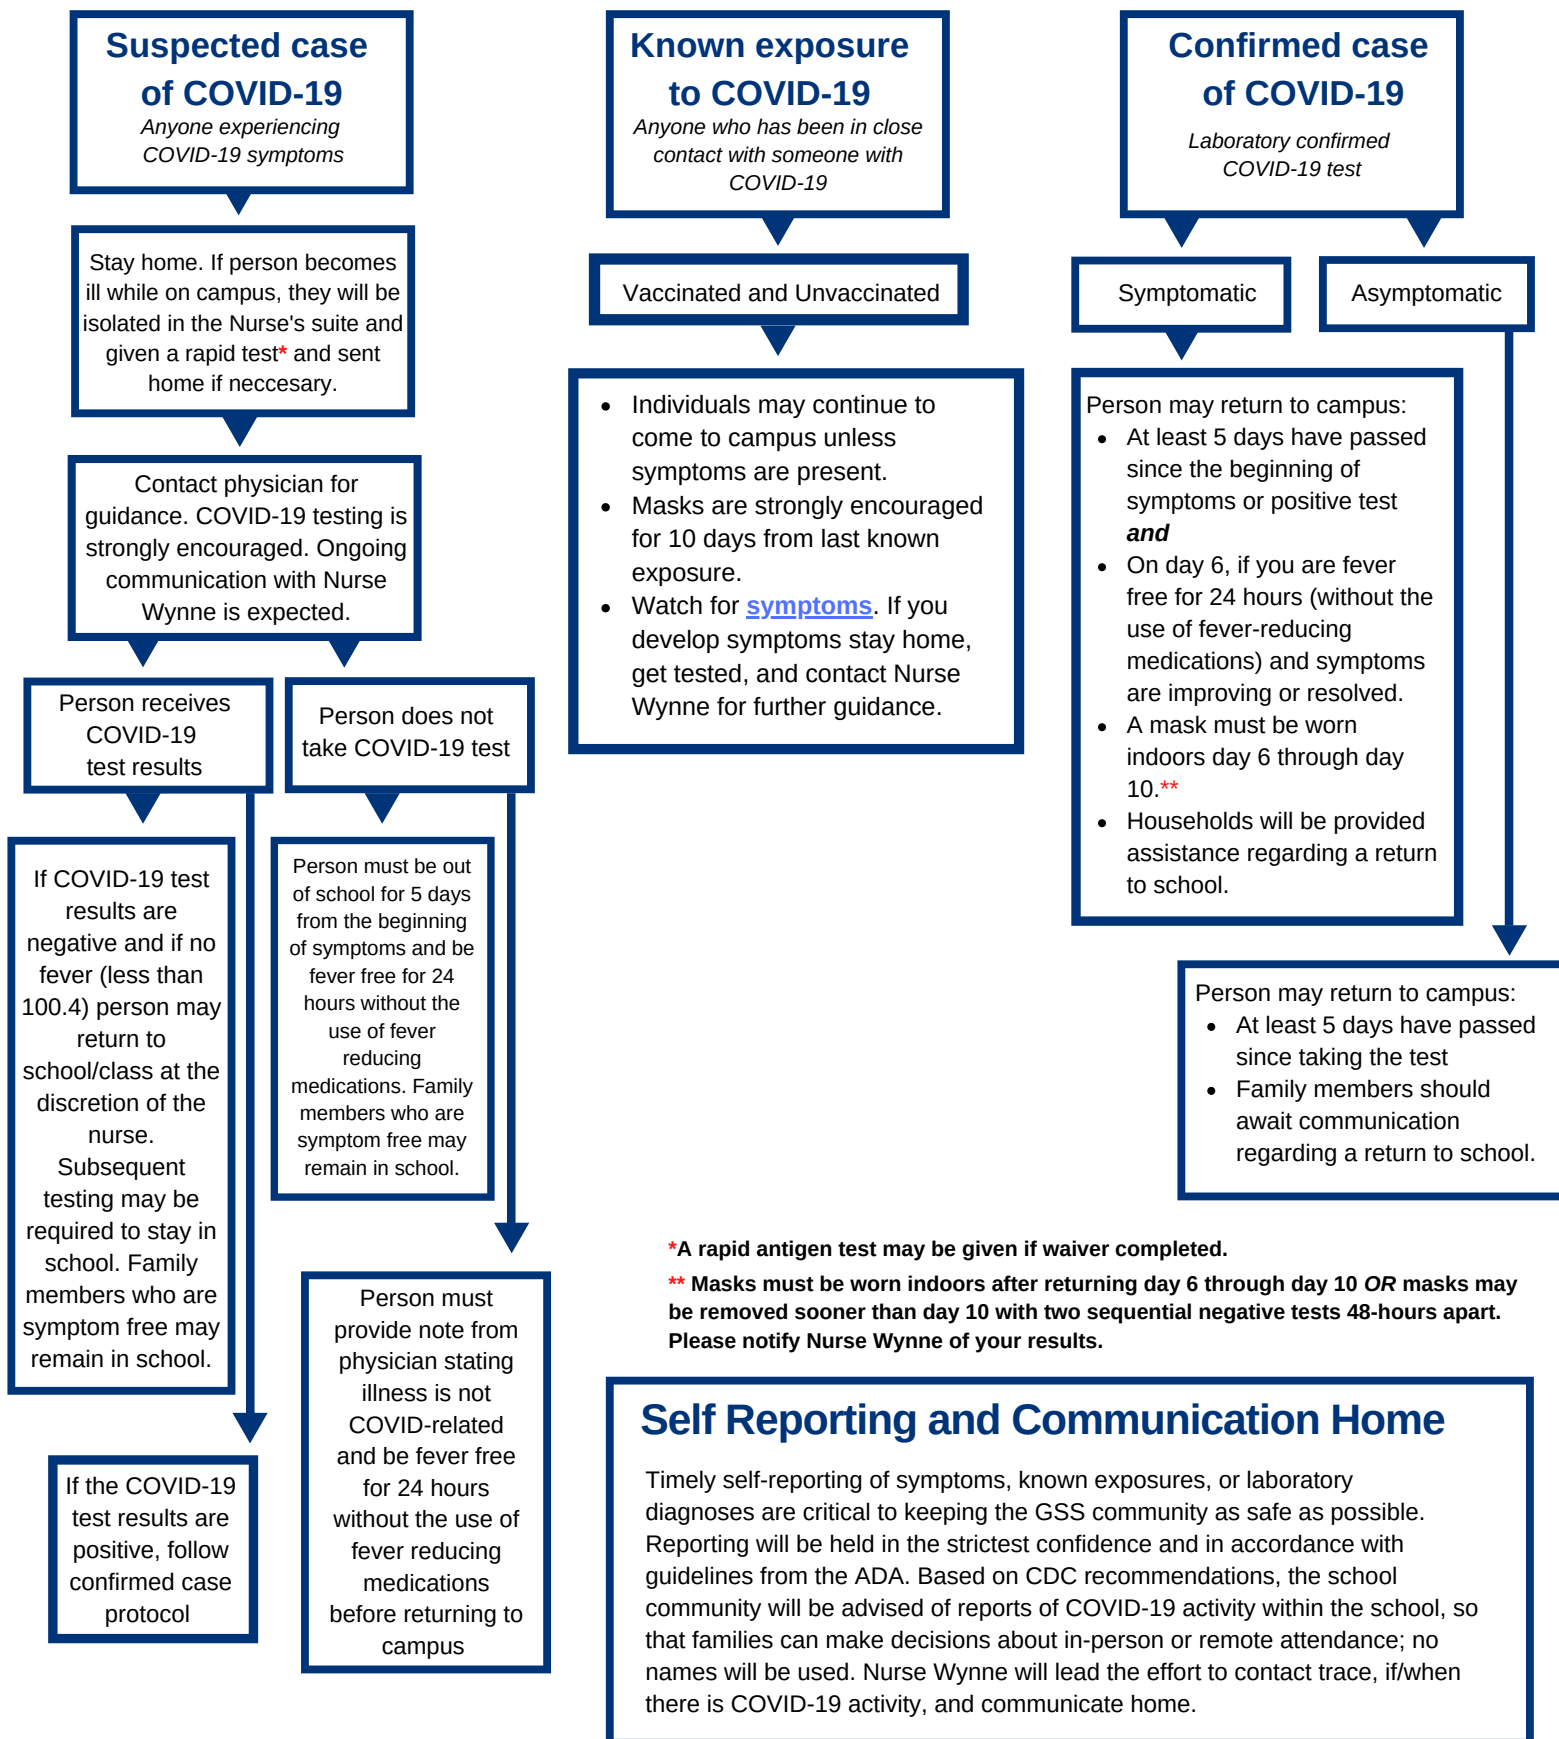 Suspected case
of COVID-19
Anyone experiencing
COVID-19 symptoms
Stay home. If person becomes
ill while on campus, they will be
isolated in the Nurse's suite and
given a rapid test* and sent
home if neccesary.
Contact physician for
guidance. COVID-19 testing is
strongly encouraged. Ongoing
communication with Nurse
Wynne is expected.
Person receives
COVID-19
test results
Person does not
take COVID-19 test
If COVID-19 test
results are
negative and if no
fever (less than
100.4) person may
return to
school/class at the
discretion of the
nurse.
Subsequent
testing may be
required to stay in
school. Family
members who are
symptom free may
remain in school.
If the COVID-19
test results are
positive, follow
confirmed case
protocol
Person must be out
of school for 5 days
from the beginning
of symptoms and be
fever free for 24
hours without the
use of fever
reducing
medications. Family
members who are
symptom free may
remain in school.
Person must
provide note from
physician stating
illness is not
COVID-related
and be fever free
for 24 hours
without the use of
fever reducing
medications
before returning to
campus
Known exposure
to COVID-19
Anyone who has been in close
contact with someone with
COVID-19
Vaccinated and Unvaccinated
• Individuals may continue to
come to campus unless
symptoms are present.
• Masks are strongly encouraged
for 10 days from last known
exposure.
• Watch for symptoms. If you
develop symptoms stay home,
get tested, and contact Nurse
Wynne for further guidance.
Confirmed case
of COVID-19
Laboratory confirmed
COVID-19 test
Symptomatic
Asymptomatic
Person may return to campus:
• At least 5 days have passed
since the beginning of
symptoms or positive test
and
• On day 6, if you are fever
free for 24 hours (without the
use of fever-reducing
medications) and symptoms
are improving or resolved.
• A mask must be worn
indoors day 6 through day
10.**
• Households will be provided
assistance regarding a return
to school.
Person may return to campus:
• At least 5 days have passed
since taking the test
• Family members should
await communication
regarding a return to school.
*A rapid antigen test may be given if waiver completed.
** Masks must be worn indoors after returning day 6 through day 10 OR masks may
be removed sooner than day 10 with two sequential negative tests 48-hours apart.
Please notify Nurse Wynne of your results.
Self Reporting and Communication Home
Timely self-reporting of symptoms, known exposures, or laboratory
diagnoses are critical to keeping the GSS community as safe as possible.
Reporting will be held in the strictest confidence and in accordance with
guidelines from the ADA. Based on CDC recommendations, the school
community will be advised of reports of COVID-19 activity within the school, so
that families can make decisions about in-person or remote attendance; no
names will be used. Nurse Wynne will lead the effort to contact trace, if/when
there is COVID-19 activity, and communicate home.